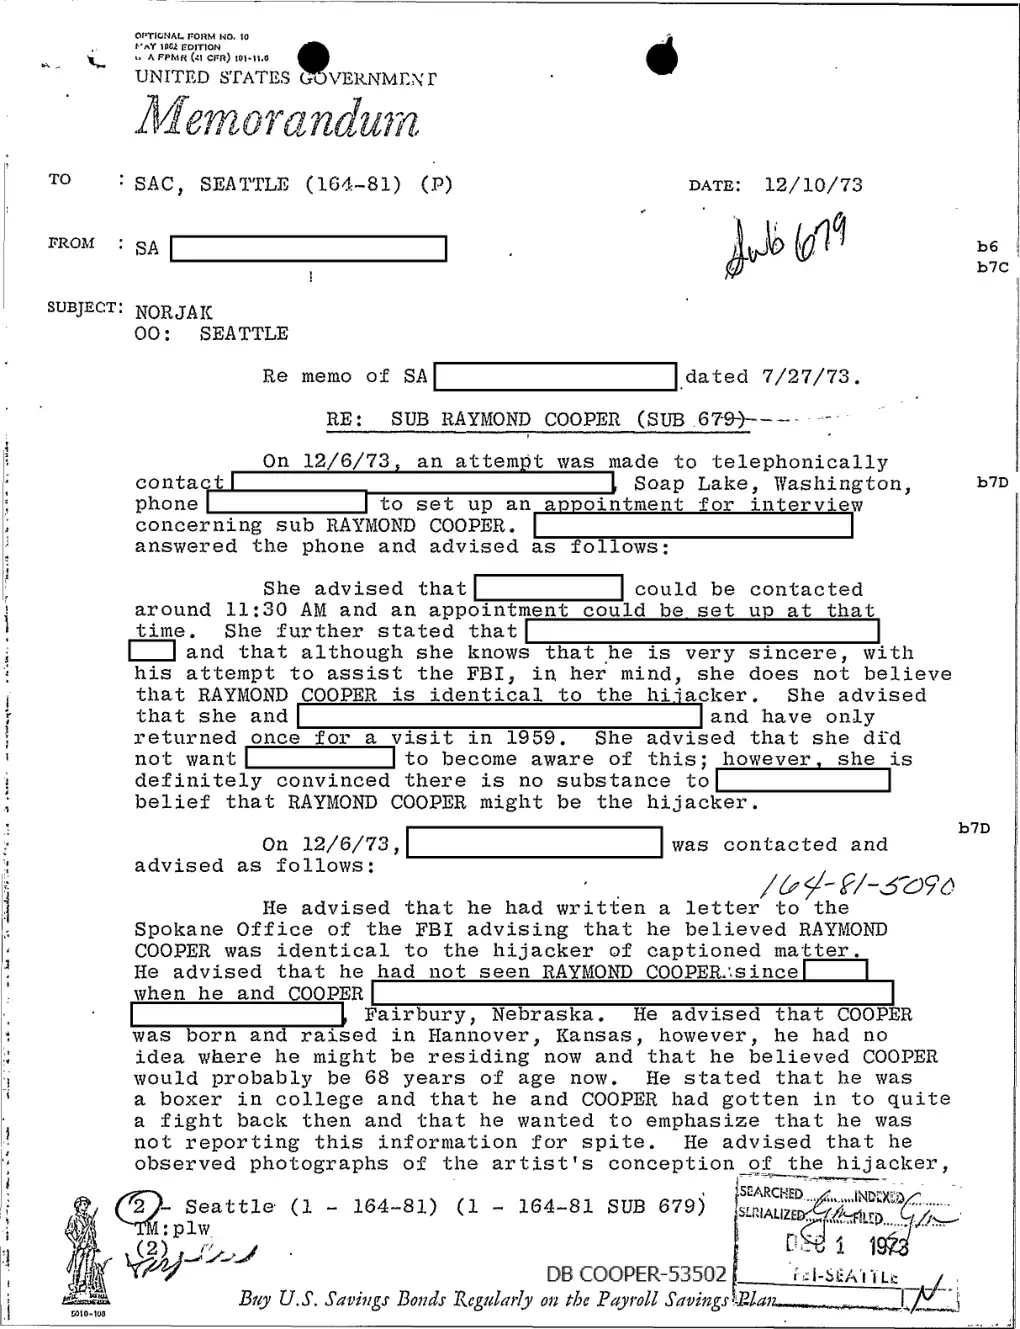 OPTIONAL FORM NO. 10
MAY 1962 EDITION
FPMR (41 CFR) 101-11.6
UNITED STATES GOVERNMENT
Memorandum
TO : SAC, SEATTLE (164-81) (P) DATE: 12/10/73
Sub 679
FROM : SA
b6
b7C
SUBJECT: NORJAK
OO: SEATTLE
Re memo of SA dated 7/27/73.
RE: SUB RAYMOND COOPER (SUB 679)
On 12/6/73, an attempt was made to telephonically
contact , Soap Lake, Washington, b7D
phone to set up an appointment for interview
concerning sub RAYMOND COOPER.
answered the phone and advised as follows:
She advised that could be contacted
around 11:30 AM and an appointment could be set up at that
time. She further stated that
and that although she knows that he is very sincere, with
his attempt to assist the FBI, in her mind, she does not believe
that RAYMOND COOPER is identical to the hijacker. She advised
that she and and have only
returned once for a visit in 1959. She advised that she did
not want to become aware of this; however, she is
definitely convinced there is no substance to
belief that RAYMOND COOPER might be the hijacker.
b7D
On 12/6/73, was contacted and
advised as follows:
164-81-5090
He advised that he had written a letter to the
Spokane Office of the FBI advising that he believed RAYMOND
COOPER was identical to the hijacker of captioned matter.
He advised that he had not seen RAYMOND COOPER since
when he and COOPER
, Fairbury, Nebraska. He advised that COOPER
was born and raised in Hannover, Kansas, however, he had no
idea where he might be residing now and that he believed COOPER
would probably be 68 years of age now. He stated that he was
a boxer in college and that he and COOPER had gotten in to quite
a fight back then and that he wanted to emphasize that he was
not reporting this information for spite. He advised that he
observed photographs of the artist's conception of the hijacker,
2 - Seattle (1 - 164-81) (1 - 164-81 SUB 679)
TM:plw
(2)
SEARCHED INDEXED
SERIALIZED FILED
DEC 1 1973
FBI-SEATTLE
DB COOPER-53502
Buy U.S. Savings Bonds Regularly on the Payroll Savings Plan
5010-108